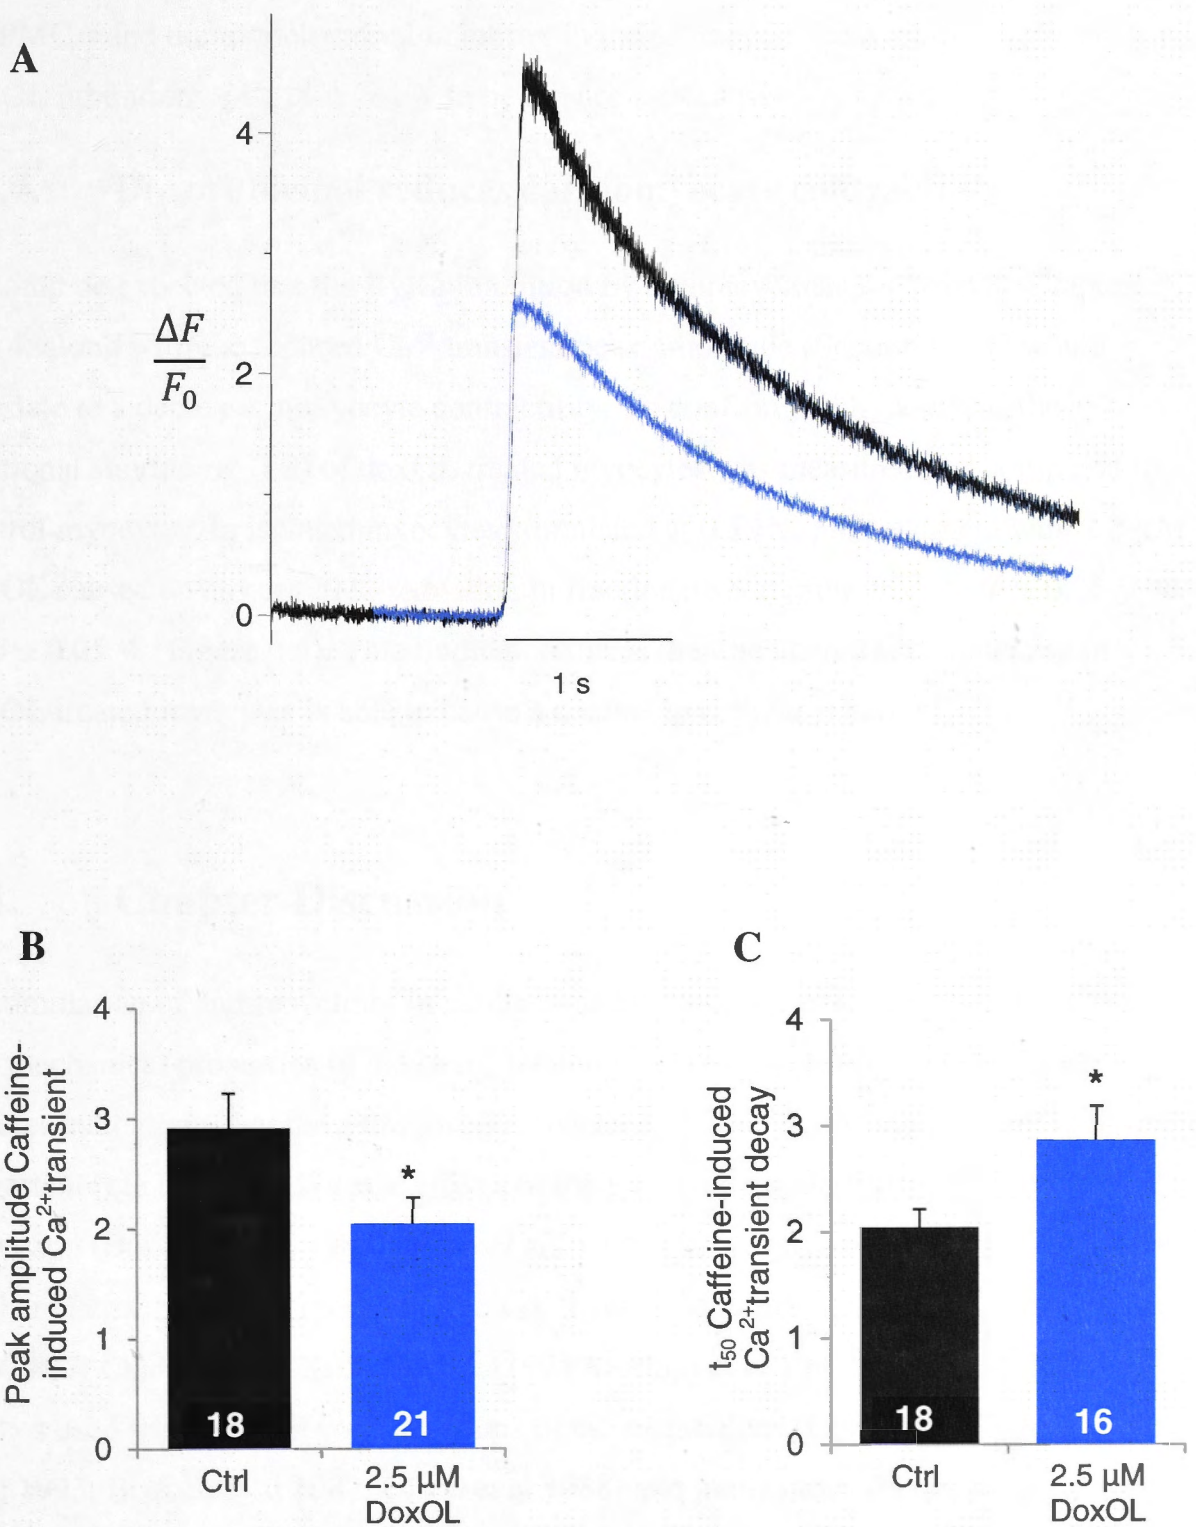 A
4
ΔF
F₀
2
0
1 s
B
Peak amplitude Caffeine-
induced Ca²⁺transient
4
3
*
2
1
0
18
21
Ctrl
2.5 µM
DoxOL
C
t₅₀ Caffeine-induced
Ca²⁺transient decay
4
*
3
2
1
0
18
16
Ctrl
2.5 µM
DoxOL